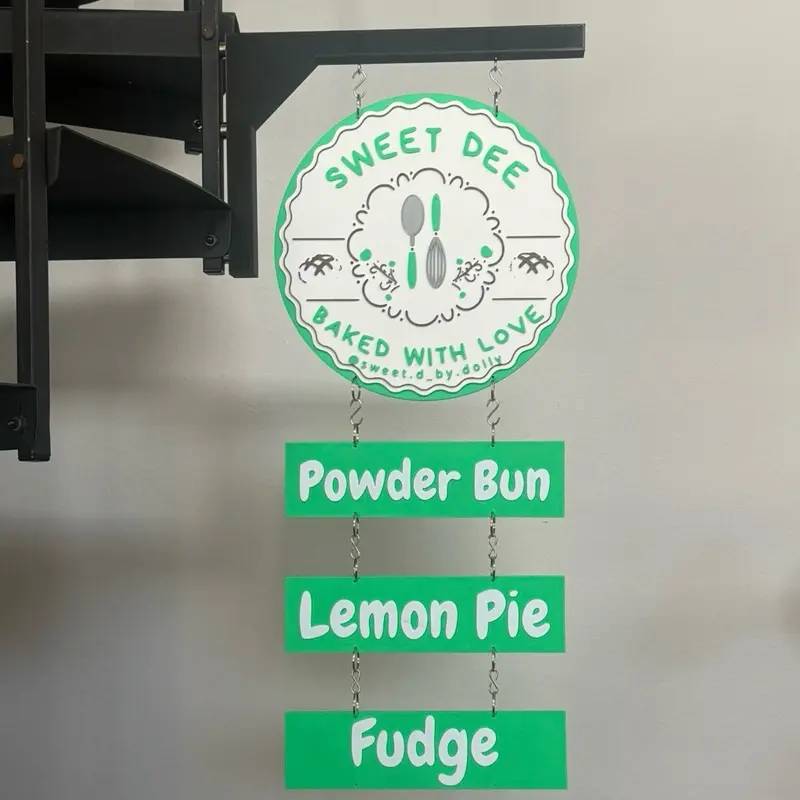 SWEET DEE
BAKED WITH LOVE
@sweet.d_by.dolly
Powder Bun
Lemon Pie
Fudge